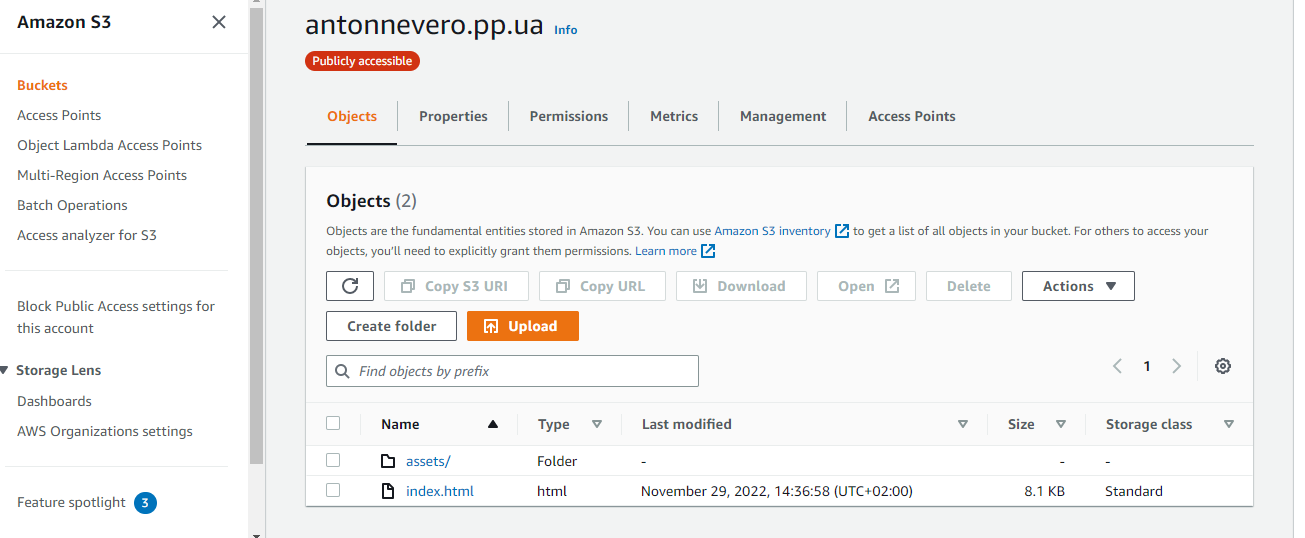 Amazon S3
Buckets
Access Points
Object Lambda Access Points
Multi-Region Access Points
Batch Operations
Access analyzer for S3
Block Public Access settings for
this account
Storage Lens
Dashboards
AWS Organizations settings
Feature spotlight 3
antonnevero.pp.ua Info
Publicly accessible
Objects Properties Permissions Metrics Management Access Points
Objects (2)
Objects are the fundamental entities stored in Amazon S3. You can use Amazon S3 inventory to get a list of all objects in your bucket. For others to access your
objects, you'll need to explicitly grant them permissions. Learn more
Copy S3 URI Copy URL Download Open Delete Actions
Create folder Upload
Find objects by prefix 1
Name Type Last modified Size Storage class
assets/ Folder - - -
index.html html November 29, 2022, 14:36:58 (UTC+02:00) 8.1 KB Standard